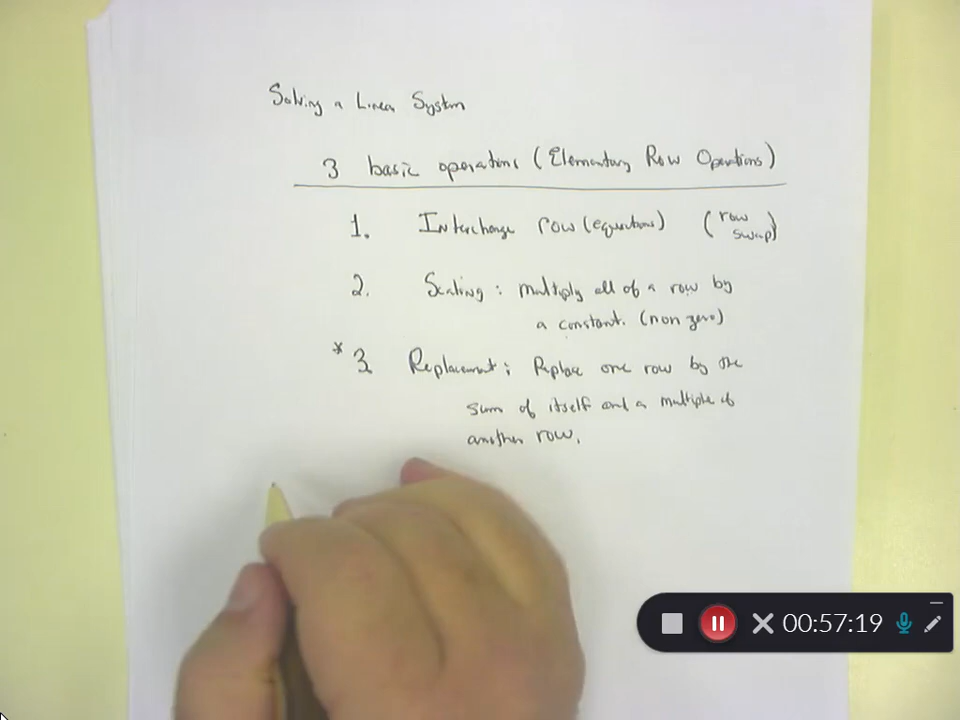 Solving a Linear System
3 basic operations (Elementary Row Operations)
1. Interchange row (equations) (row swap)
2. Scaling : multiply all of a row by
a constant. (non zero)
* 3. Replacement : Replace one row by the
sum of itself and a multiple of
another row.
00:57:19